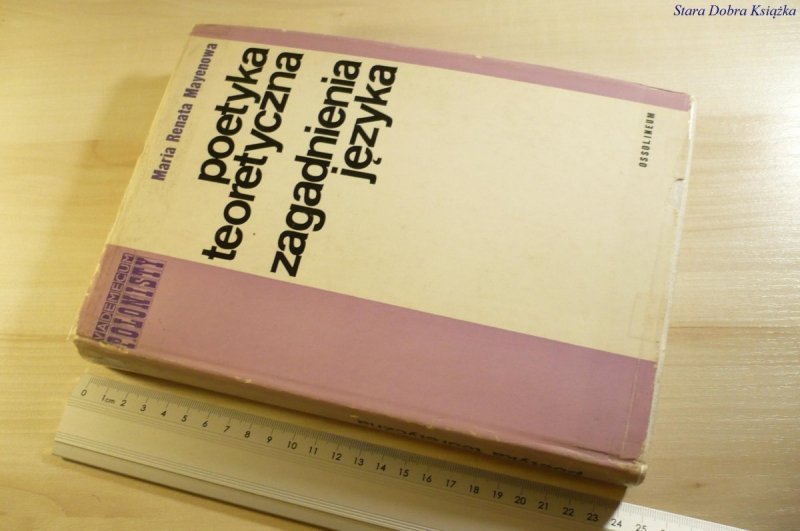 Stara Dobra Książka
Maria Renata Mayenowa
poetyka
teoretyczna
zagadnienia
języka
OSSOLINEUM
VADEMECUM
POLONISTY
poetyka teoretyczna
0 1cm 2 3 4 5 6 7 8 9 10 11 12 13 14 15 16 17 18 19 20 21 22 23 24 25